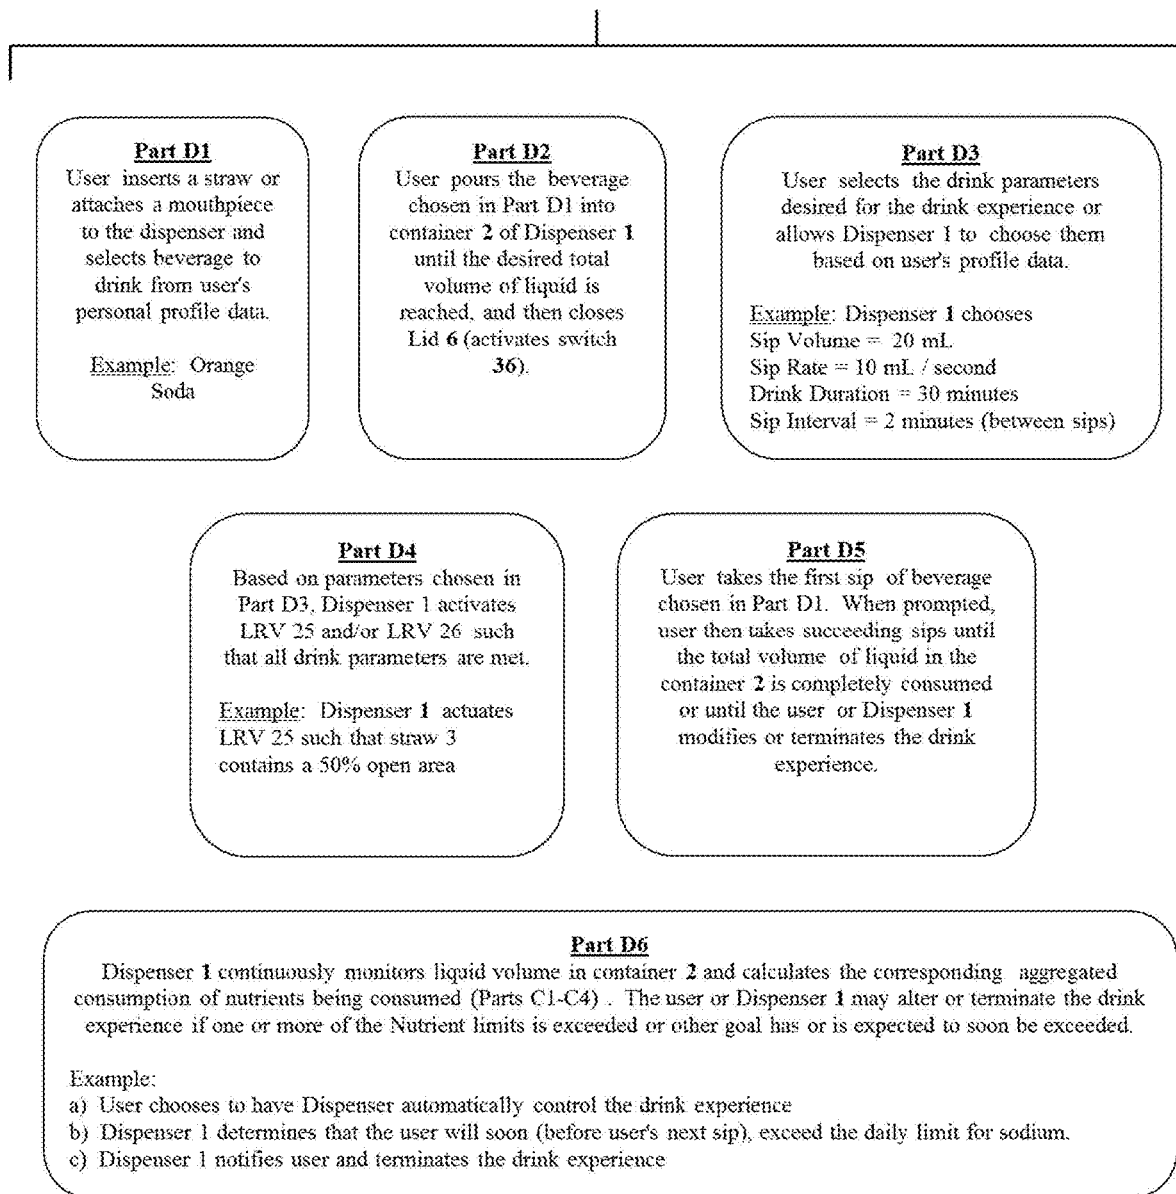 Part D1
User inserts a straw or
attaches a mouthpiece
to the dispenser and
selects beverage to
drink from user's
personal profile data.
Example: Orange
Soda
Part D2
User pours the beverage
chosen in Part D1 into
container 2 of Dispenser 1
until the desired total
volume of liquid is
reached, and then closes
Lid 6 (activates switch
36).
Part D3
User selects the drink parameters
desired for the drink experience or
allows Dispenser 1 to choose them
based on user's profile data.
Example: Dispenser 1 chooses
Sip Volume = 20 mL
Sip Rate = 10 mL / second
Drink Duration = 30 minutes
Sip Interval = 2 minutes (between sips)
Part D4
Based on parameters chosen in
Part D3, Dispenser 1 activates
LRV 25 and/or LRV 26 such
that all drink parameters are met.
Example: Dispenser 1 actuates
LRV 25 such that straw 3
contains a 50% open area
Part D5
User takes the first sip of beverage
chosen in Part D1. When prompted,
user then takes succeeding sips until
the total volume of liquid in the
container 2 is completely consumed
or until the user or Dispenser 1
modifies or terminates the drink
experience.
Part D6
Dispenser 1 continuously monitors liquid volume in container 2 and calculates the corresponding aggregated
consumption of nutrients being consumed (Parts C1-C4) . The user or Dispenser 1 may alter or terminate the drink
experience if one or more of the Nutrient limits is exceeded or other goal has or is expected to soon be exceeded.
Example:
a) User chooses to have Dispenser automatically control the drink experience
b) Dispenser 1 determines that the user will soon (before user's next sip), exceed the daily limit for sodium.
c) Dispenser 1 notifies user and terminates the drink experience